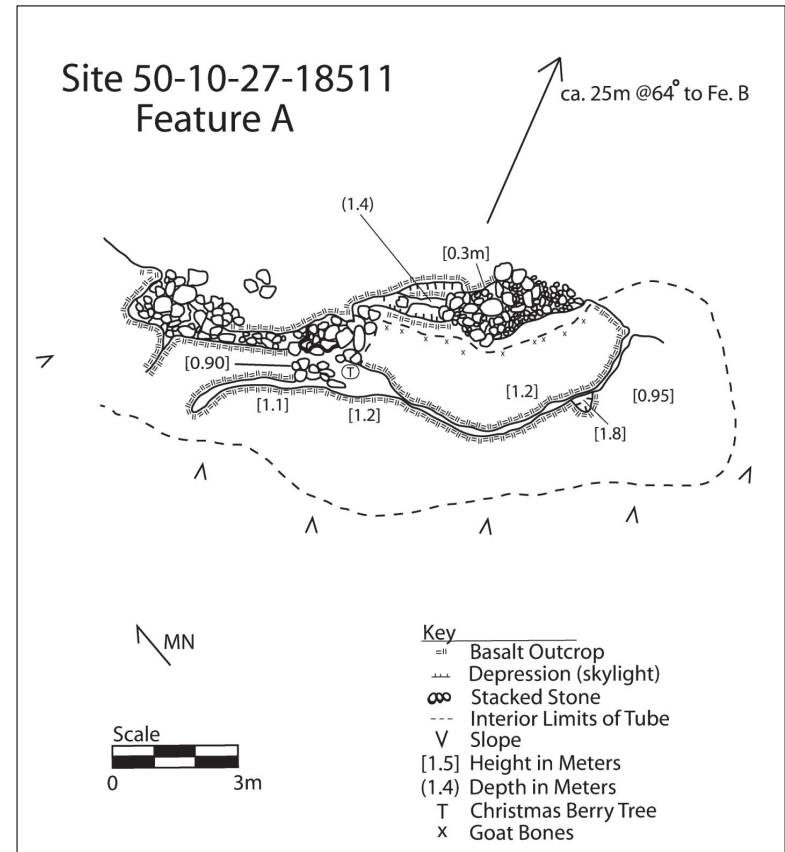 Site 50-10-27-18511
Feature A
ca. 25m @64° to Fe. B
(1.4)
[0.3m]
[0.90]
T
[1.1]
[1.2]
[1.2]
[0.95]
[1.8]
x x x x x x x x x
MN
Scale
0 3m
Key
Basalt Outcrop
Depression (skylight)
Stacked Stone
Interior Limits of Tube
Slope
[1.5] Height in Meters
(1.4) Depth in Meters
T Christmas Berry Tree
x Goat Bones